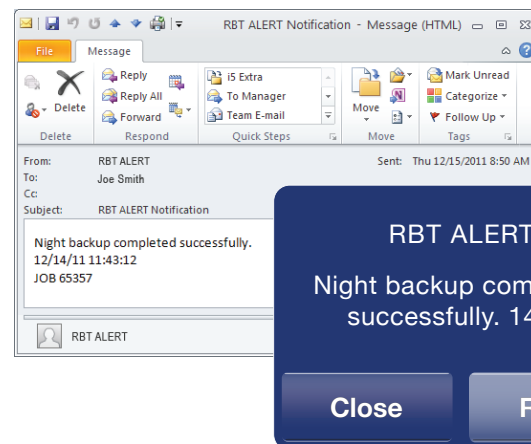 RBT ALERT Notification - Message (HTML)
File Message
Delete
Reply
Reply All
Forward
i5 Extra
To Manager
Team E-mail
Move
Mark Unread
Categorize
Follow Up
Delete Respond Quick Steps Move Tags
From: RBT ALERT Sent: Thu 12/15/2011 8:50 AM
To: Joe Smith
Cc:
Subject: RBT ALERT Notification
Night backup completed successfully.
12/14/11 11:43:12
JOB 65357
RBT ALERT
RBT ALERT
Night backup com
successfully. 14
Close F